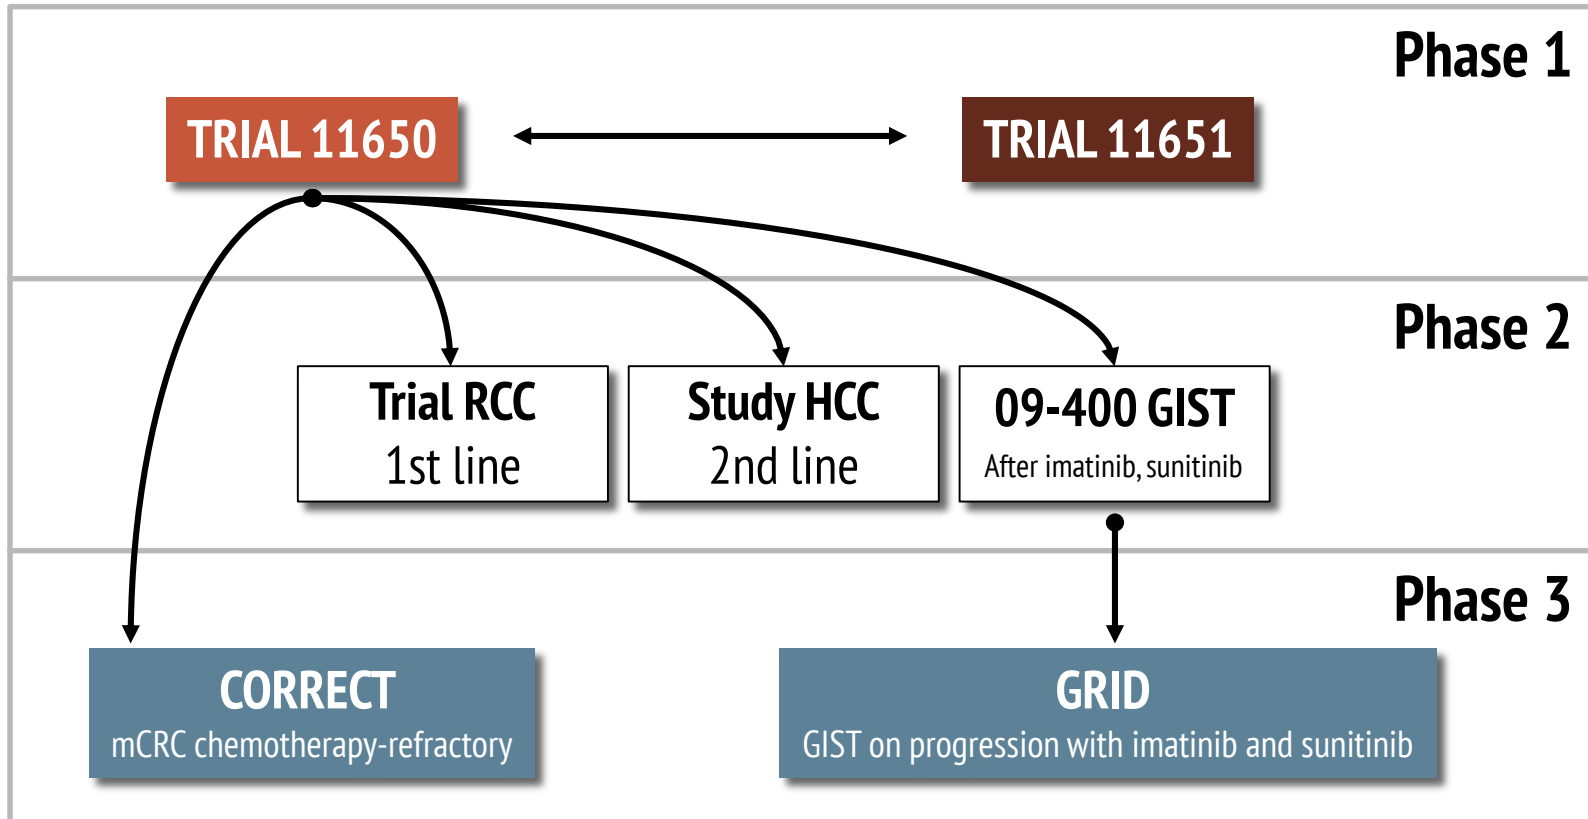 Phase 1
TRIAL 11650
TRIAL 11651
Phase 2
Trial RCC
1st line
Study HCC
2nd line
09-400 GIST
After imatinib, sunitinib
Phase 3
CORRECT
mCRC chemotherapy-refractory
GRID
GIST on progression with imatinib and sunitinib